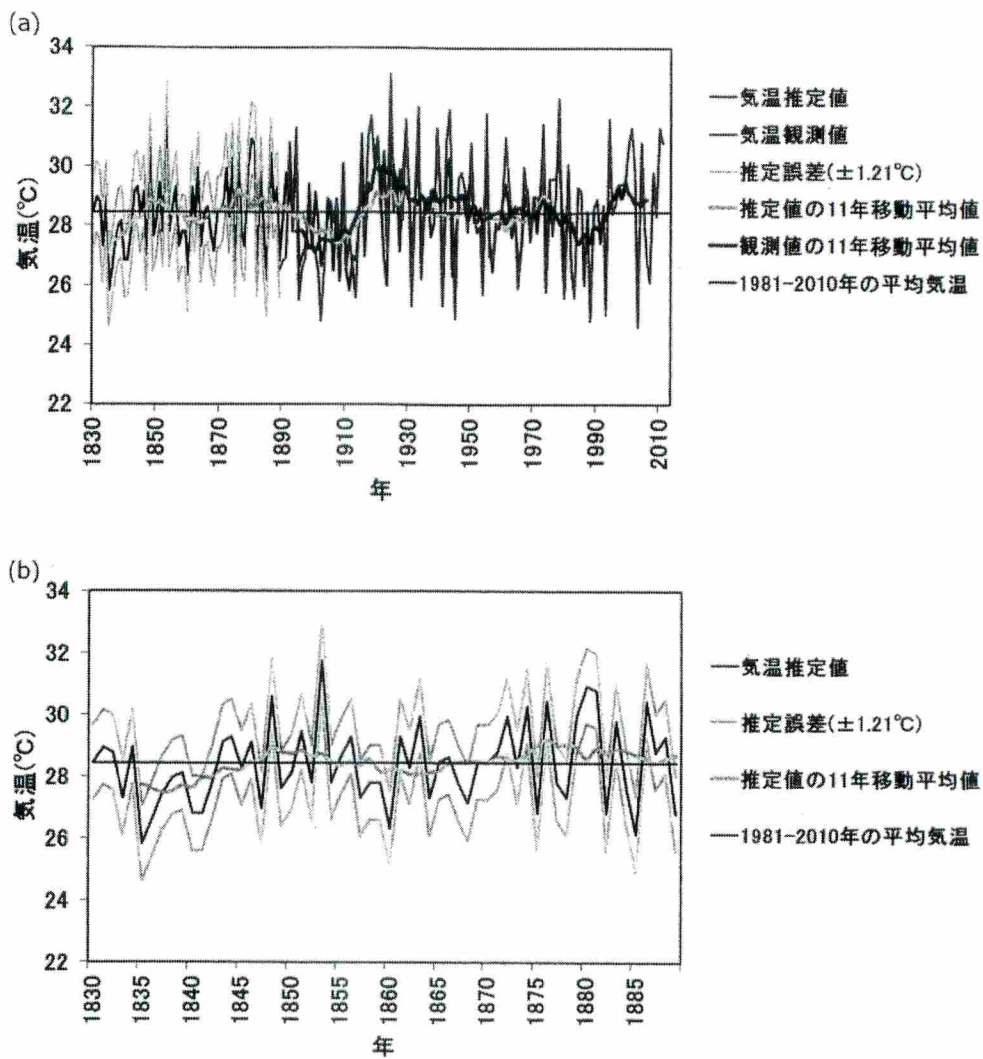 (a)
34
32
30
28
26
24
22
気温(℃)
1830
1850
1870
1890
1910
1930
1950
1970
1990
2010
年
気温推定値
気温観測値
推定誤差(±1.21℃)
推定値の11年移動平均値
観測値の11年移動平均値
1981-2010年の平均気温
(b)
34
32
30
28
26
24
22
気温(℃)
1830
1835
1840
1845
1850
1855
1860
1865
1870
1875
1880
1885
年
気温推定値
推定誤差(±1.21℃)
推定値の11年移動平均値
1981-2010年の平均気温